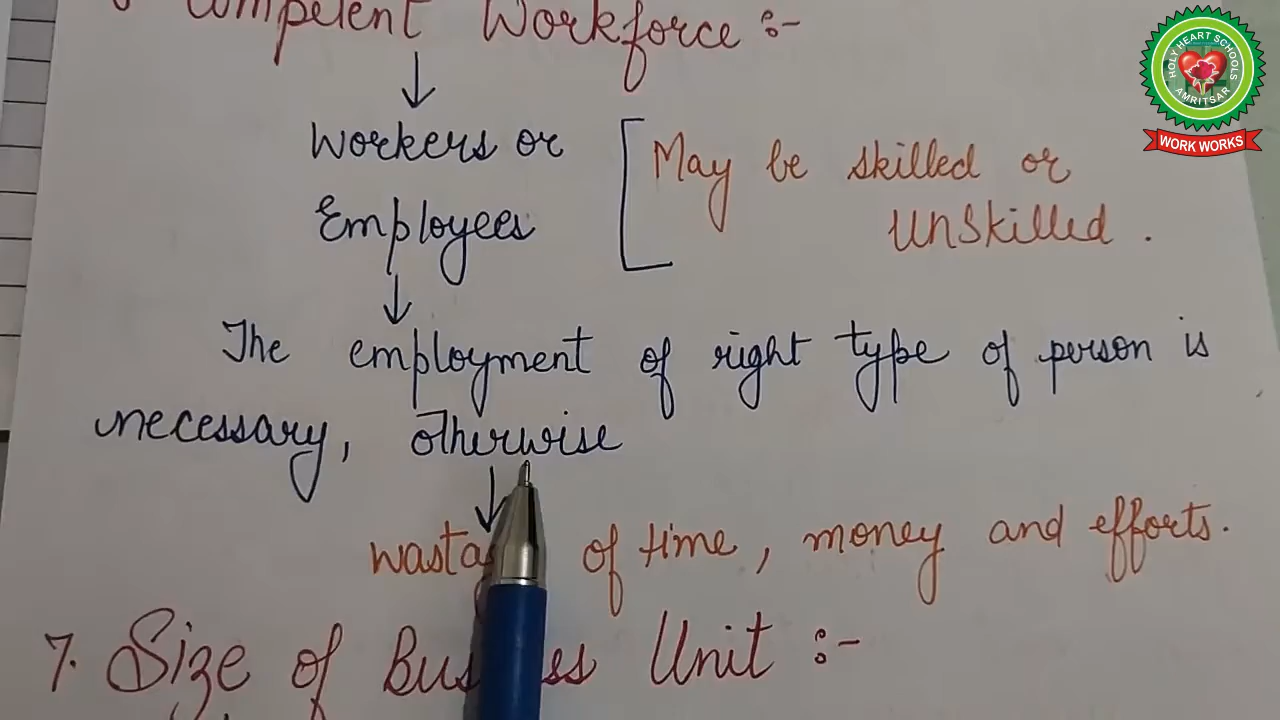 Competent Workforce :-
Workers or
Employees
May be skilled or
Unskilled.
The employment of right type of person is
necessary, otherwise
of time, money and efforts.
7. Size of Unit :-
HOLY HEART SCHOOLS
AMRITSAR
WORK WORKS